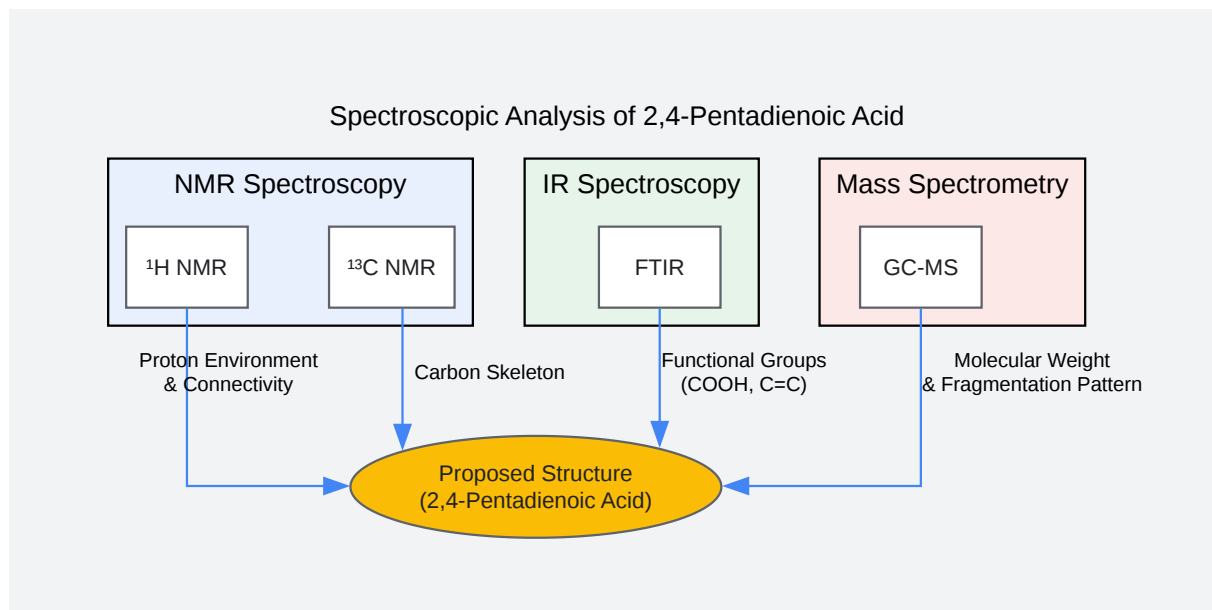 Spectroscopic Analysis of 2,4-Pentadienoic Acid
NMR Spectroscopy
IR Spectroscopy
Mass Spectrometry
¹H NMR
¹³C NMR
FTIR
GC-MS
Proton Environment
& Connectivity
Carbon Skeleton
Functional Groups
(COOH, C=C)
Molecular Weight
& Fragmentation Pattern
Proposed Structure
(2,4-Pentadienoic Acid)